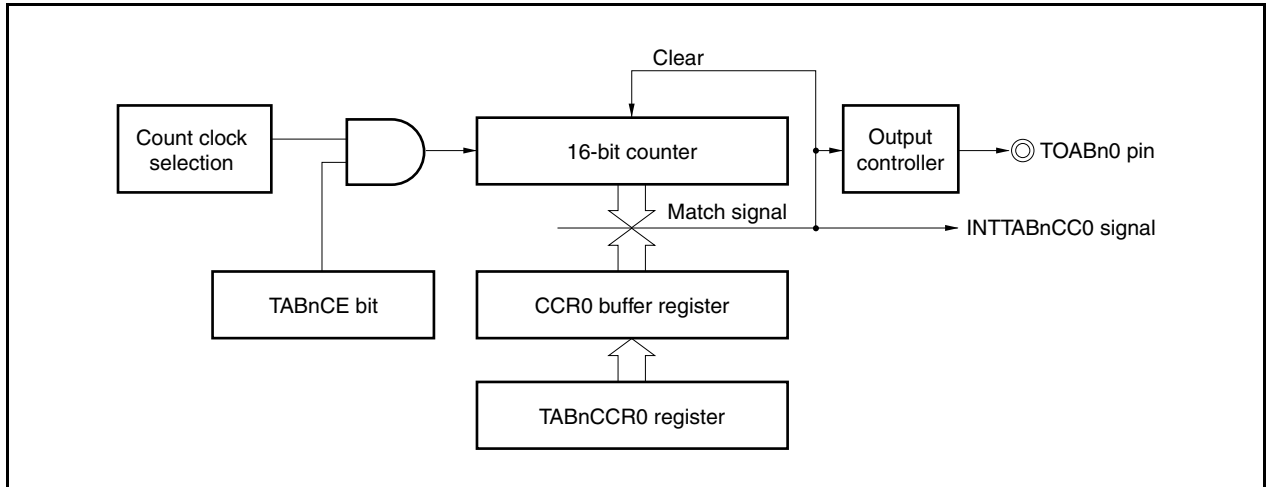 Clear
Count clock
selection
16-bit counter
Output
controller
TOABn0 pin
Match signal
INTTABnCC0 signal
TABnCE bit
CCR0 buffer register
TABnCCR0 register